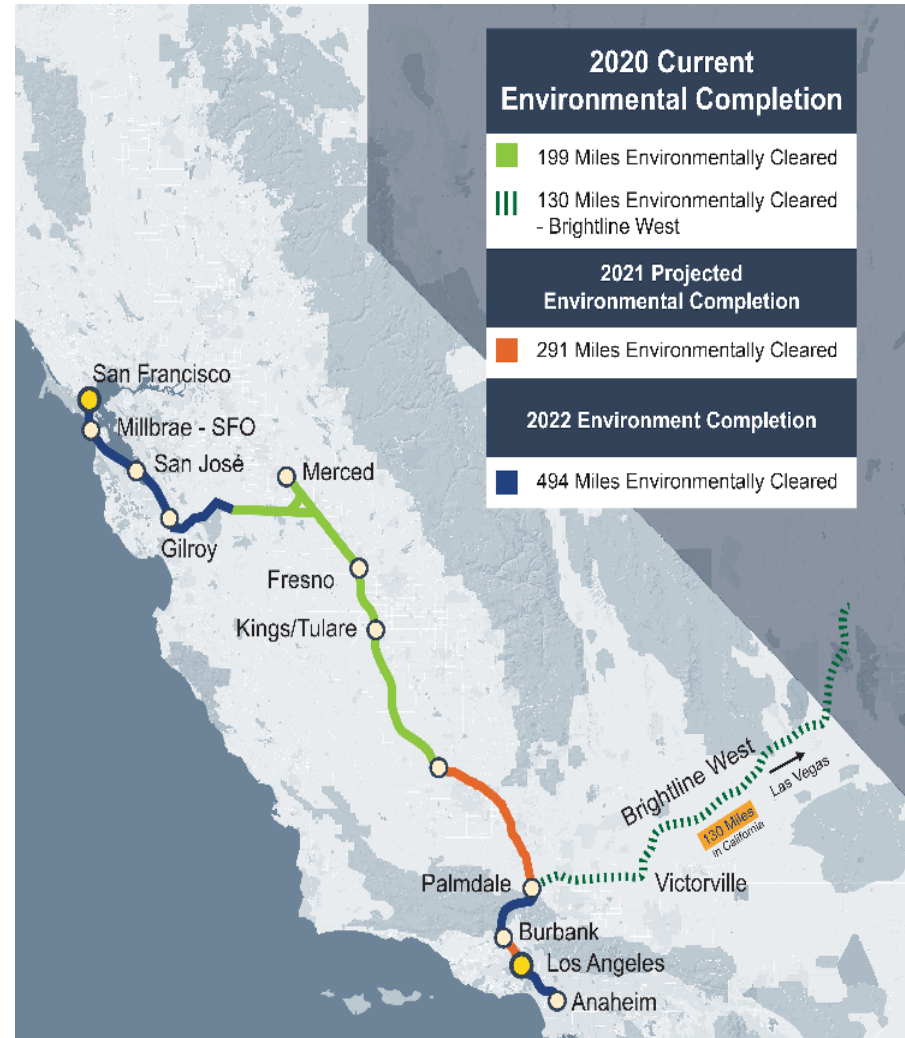 2020 Current
Environmental Completion
199 Miles Environmentally Cleared
130 Miles Environmentally Cleared
- Brightline West
2021 Projected
Environmental Completion
291 Miles Environmentally Cleared
2022 Environment Completion
494 Miles Environmentally Cleared
San Francisco
Millbrae - SFO
San José
Merced
Gilroy
Fresno
Kings/Tulare
Brightline West
Las Vegas
130 Miles
in California
Palmdale
Victorville
Burbank
Los Angeles
Anaheim